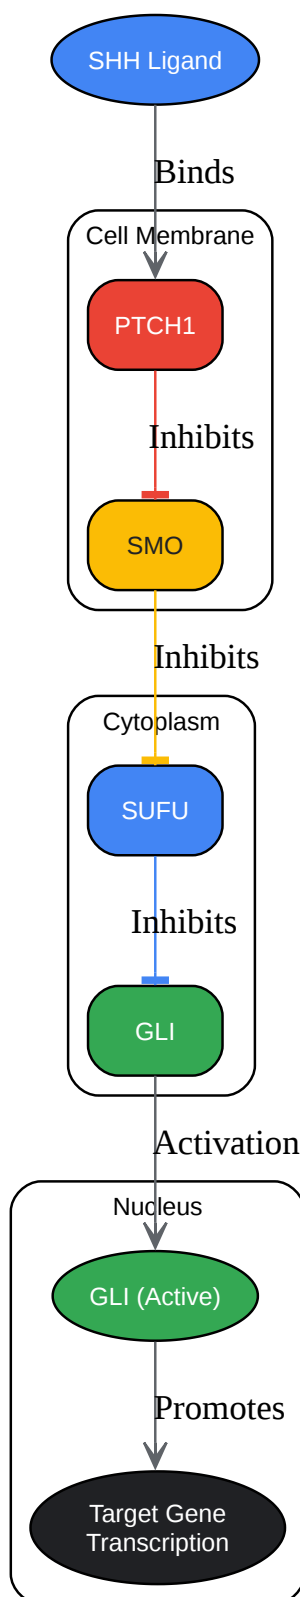 SHH Ligand
Binds
Cell Membrane
PTCH1
Inhibits
SMO
Inhibits
Cytoplasm
SUFU
Inhibits
GLI
Activation
Nucleus
GLI (Active)
Promotes
Target Gene
Transcription